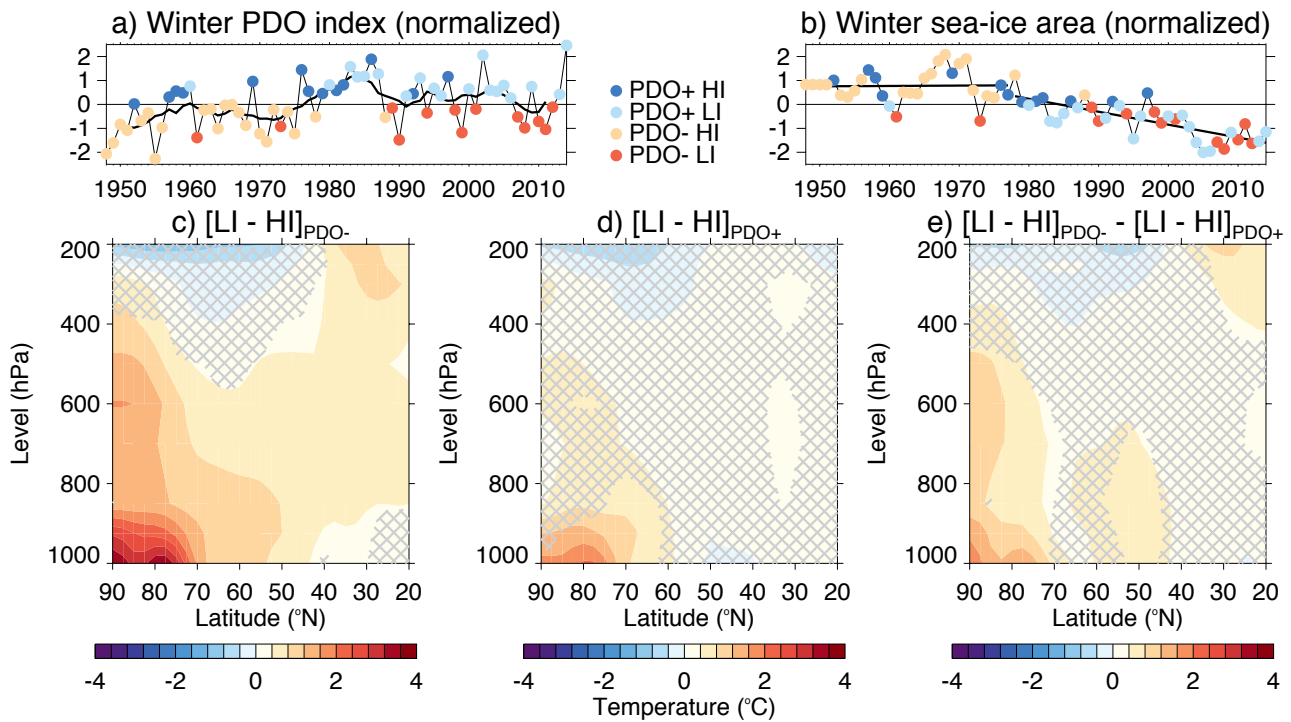 a) Winter PDO index (normalized)
2
1
0
-1
-2
1950 1960 1970 1980 1990 2000 2010
PDO+ HI
PDO+ LI
PDO- HI
PDO- LI
b) Winter sea-ice area (normalized)
2
1
0
-1
-2
1950 1960 1970 1980 1990 2000 2010
c) [LI - HI]PDO-
200
400
600
800
1000
Level (hPa)
90 80 70 60 50 40 30 20
Latitude (°N)
-4 -2 0 2 4
d) [LI - HI]PDO+
200
400
600
800
1000
Level (hPa)
90 80 70 60 50 40 30 20
Latitude (°N)
-4 -2 0 2 4
Temperature (°C)
e) [LI - HI]PDO- - [LI - HI]PDO+
200
400
600
800
1000
Level (hPa)
90 80 70 60 50 40 30 20
Latitude (°N)
-4 -2 0 2 4